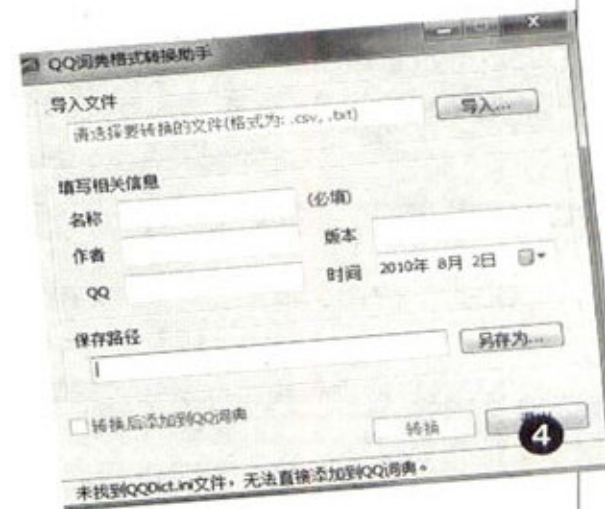 QQ词典格式转换助手
导入文件
请选择要转换的文件(格式为: .csv, .txt) 导入...
填写相关信息
名称 (必填)
作者 版本
QQ 时间 2010年 8月 2日
保存路径
另存为...
转换后添加到QQ词典
转换
4
未找到QQDict.ini文件，无法直接添加到QQ词典。